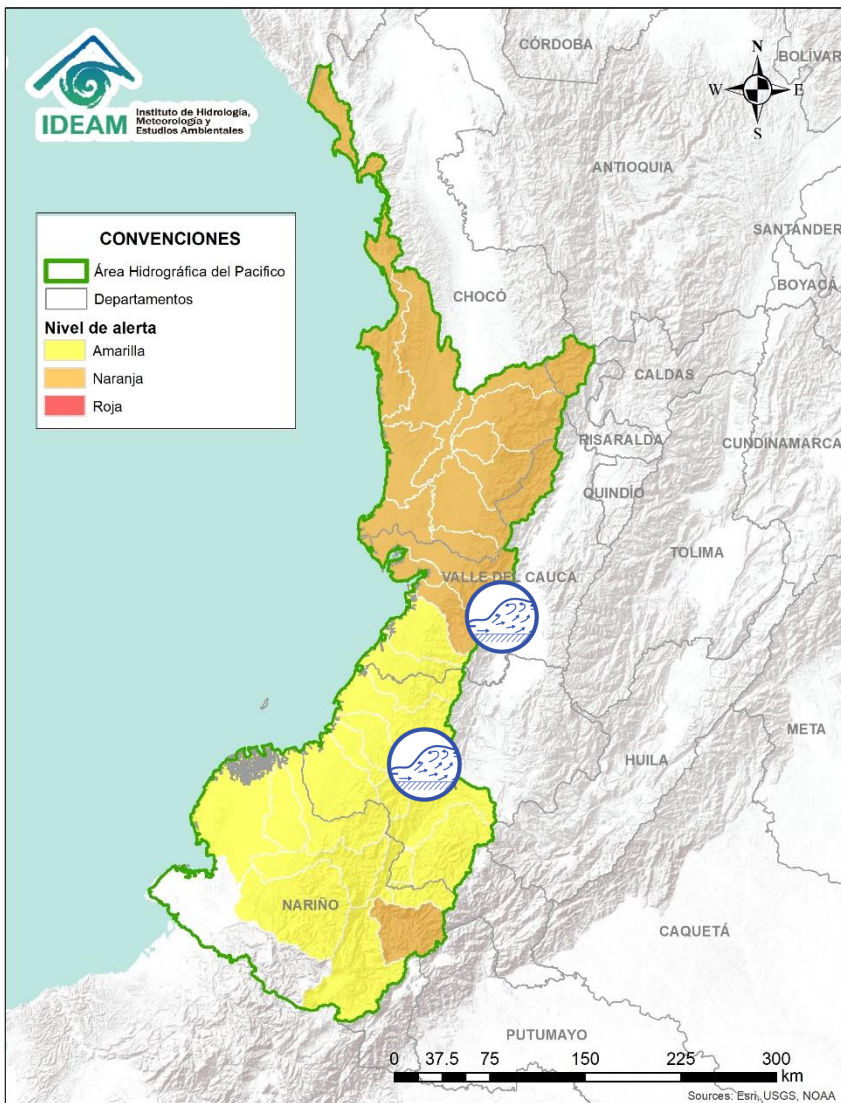 IDEAM
Instituto de Hidrología,
Meteorología y
Estudios Ambientales
CÓRDOBA
BOLÍVAR
N
W
E
S
ANTIOQUIA
SANTANDER
BOYACÁ
CONVENCIONES
Área Hidrográfica del Pacifico
Departamentos
Nivel de alerta
Amarilla
Naranja
Roja
CHOCÓ
CALDAS
RISARALDA
CUNDINAMARCA
QUINDÍO
TOLIMA
VALLE DEL CAUCA
META
HUILA
NARIÑO
CAQUETÁ
PUTUMAYO
0 37.5 75 150 225 300
km
Sources: Esri, USGS, NOAA